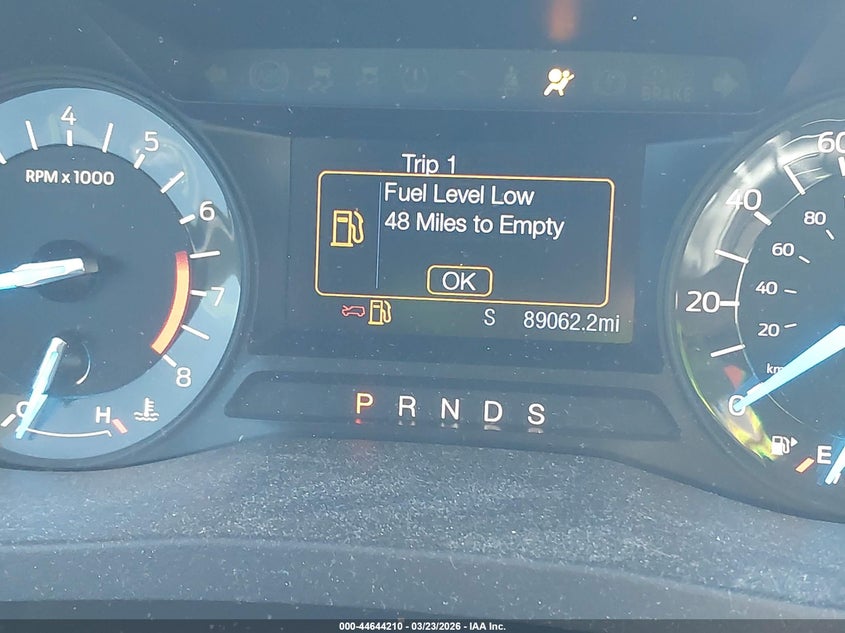 BRAKE
4
5
RPM x 1000
6
7
8
C
H
Trip 1
Fuel Level Low
48 Miles to Empty
OK
S 89062.2mi
P R N D S
60
40
80
60
20
40
20
0
E
000-44644210 - 03/23/2026 - IAA Inc.